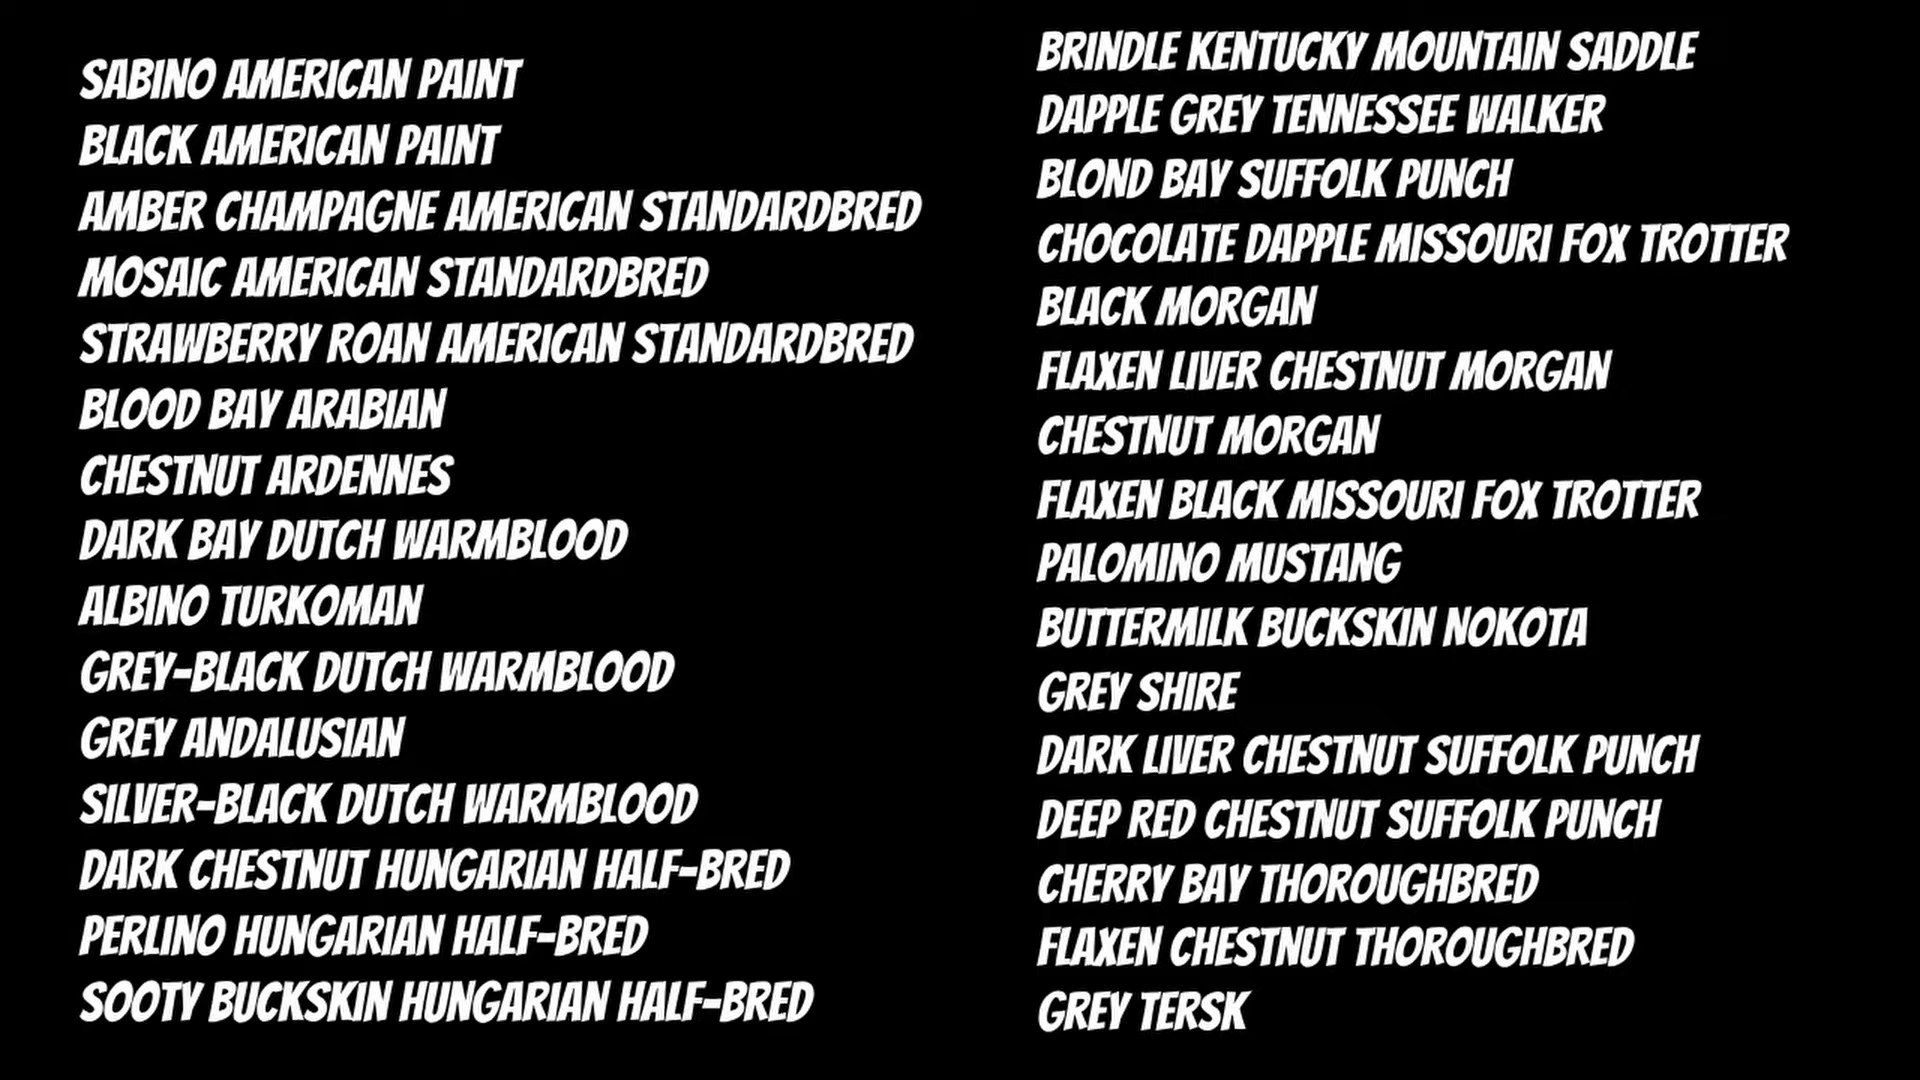 SABINO AMERICAN PAINT
BLACK AMERICAN PAINT
AMBER CHAMPAGNE AMERICAN STANDARDBRED
MOSAIC AMERICAN STANDARDBRED
STRAWBERRY ROAN AMERICAN STANDARDBRED
BLOOD BAY ARABIAN
CHESTNUT ARDENNES
DARK BAY DUTCH WARMBLOOD
ALBINO TURKOMAN
GREY-BLACK DUTCH WARMBLOOD
GREY ANDALUSIAN
SILVER-BLACK DUTCH WARMBLOOD
DARK CHESTNUT HUNGARIAN HALF-BRED
PERLINO HUNGARIAN HALF-BRED
SOOTY BUCKSKIN HUNGARIAN HALF-BRED
BRINDLE KENTUCKY MOUNTAIN SADDLE
DAPPLE GREY TENNESSEE WALKER
BLOND BAY SUFFOLK PUNCH
CHOCOLATE DAPPLE MISSOURI FOX TROTTER
BLACK MORGAN
FLAXEN LIVER CHESTNUT MORGAN
CHESTNUT MORGAN
FLAXEN BLACK MISSOURI FOX TROTTER
PALOMINO MUSTANG
BUTTERMILK BUCKSKIN NOKOTA
GREY SHIRE
DARK LIVER CHESTNUT SUFFOLK PUNCH
DEEP RED CHESTNUT SUFFOLK PUNCH
CHERRY BAY THOROUGHBRED
FLAXEN CHESTNUT THOROUGHBRED
GREY TERSK